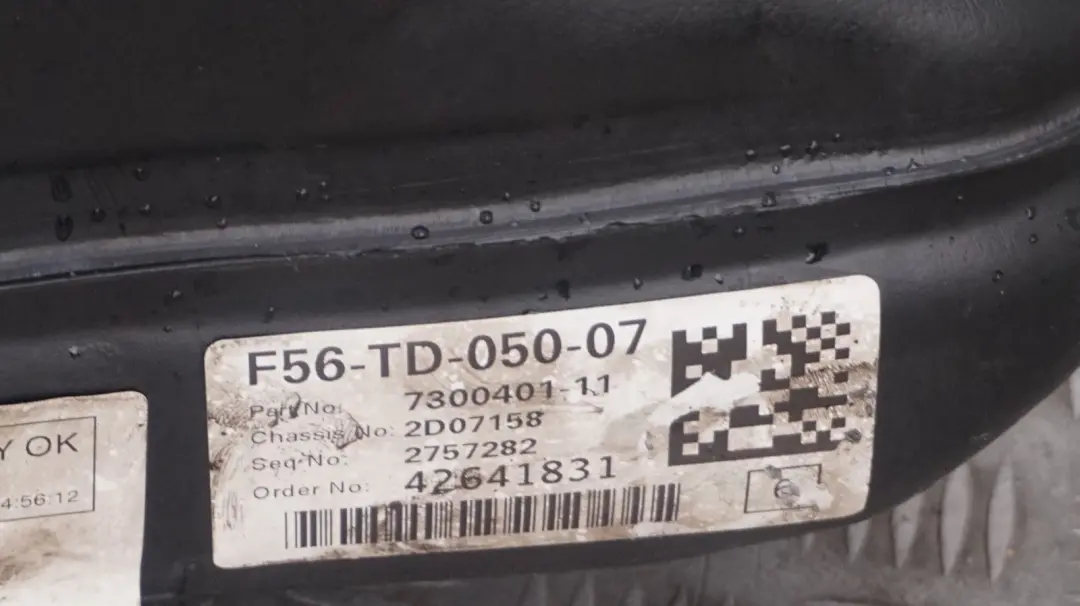 F56-TD-050-07
Part No: 7300401-11
Chassis No: 2D07158
Seq No: 2757282
Order No: 42641831
6
Y OK
4:56:12